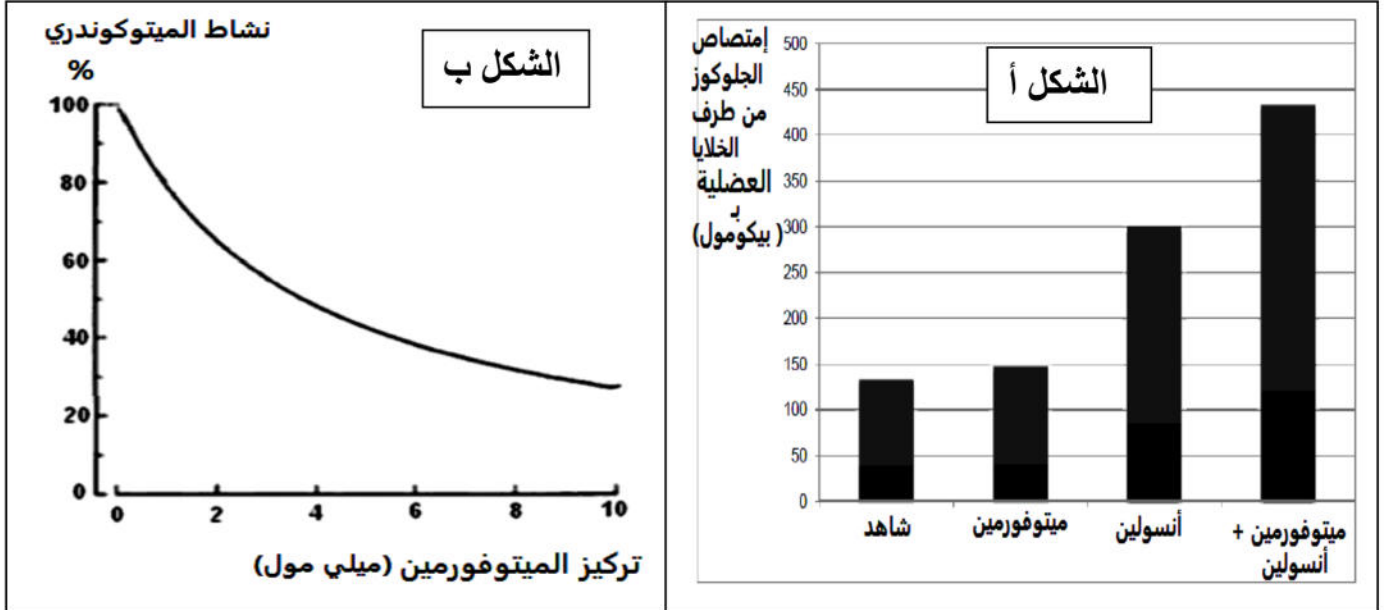 الشكل أ
إمتصاص
الجلوكوز
من طرف
الخلايا
العضلية
بـ
( بيكومول)
500
450
400
350
300
250
200
150
100
50
0
شاهد
ميتوفورمين
أنسولين
ميتوفورمين +
أنسولين
الشكل ب
نشاط الميتوكوندري
%
100
80
60
40
20
0
0 2 4 6 8 10
تركيز الميتوفورمين (ميلي مول)